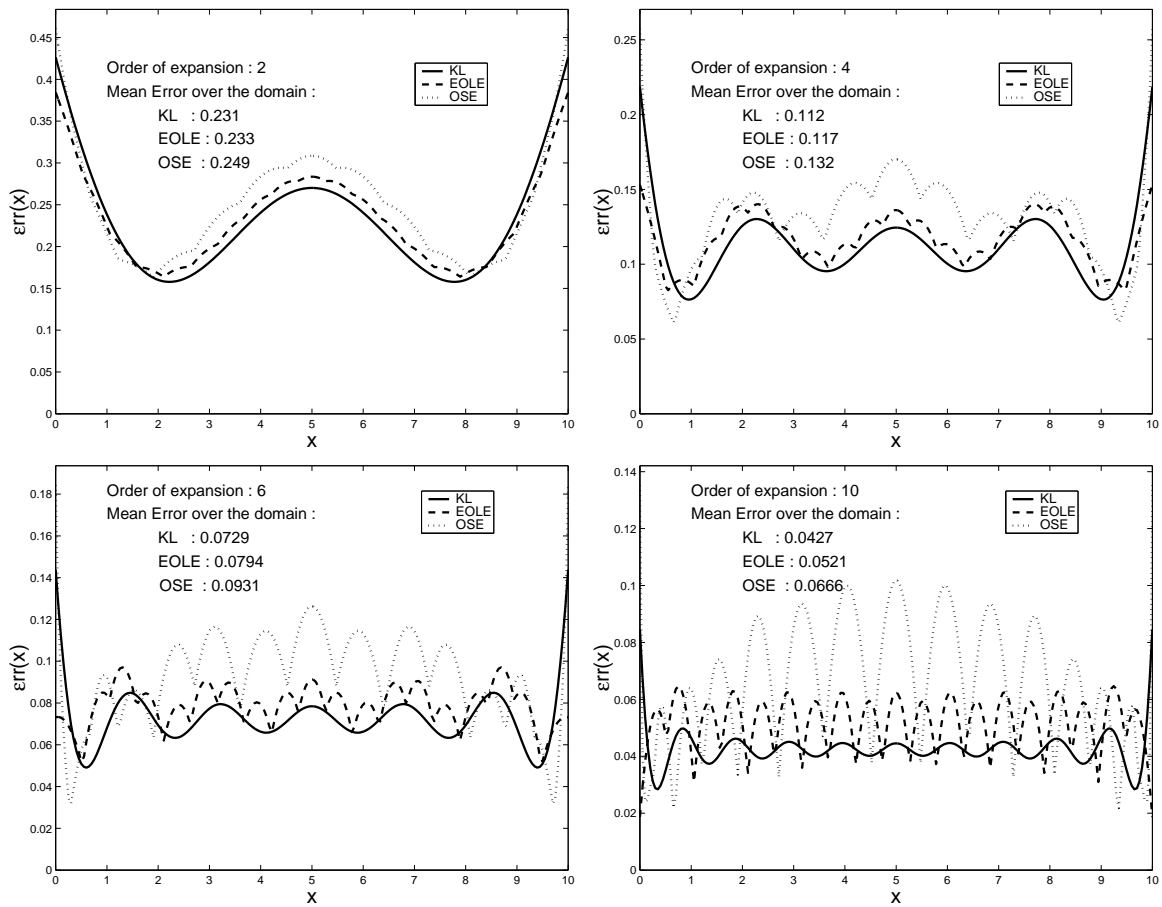 0.45
0.4
0.35
0.3
0.25
0.2
0.15
0.1
0.05
0
εrr(x)
Order of expansion : 2
Mean Error over the domain :
KL : 0.231
EOLE : 0.233
OSE : 0.249
KL
EOLE
OSE
0 1 2 3 4 5 6 7 8 9 10
x
0.25
0.2
0.15
0.1
0.05
0
εrr(x)
Order of expansion : 4
Mean Error over the domain :
KL : 0.112
EOLE : 0.117
OSE : 0.132
KL
EOLE
OSE
0 1 2 3 4 5 6 7 8 9 10
x
0.18
0.16
0.14
0.12
0.1
0.08
0.06
0.04
0.02
0
εrr(x)
Order of expansion : 6
Mean Error over the domain :
KL : 0.0729
EOLE : 0.0794
OSE : 0.0931
KL
EOLE
OSE
0 1 2 3 4 5 6 7 8 9 10
x
0.14
0.12
0.1
0.08
0.06
0.04
0.02
0
εrr(x)
Order of expansion : 10
Mean Error over the domain :
KL : 0.0427
EOLE : 0.0521
OSE : 0.0666
KL
EOLE
OSE
0 1 2 3 4 5 6 7 8 9 10
x